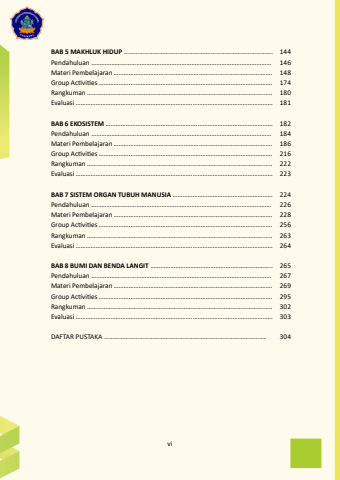 BAB 5 MAKHLUK HIDUP ........ 144
Pendahuluan ........ 146
Materi Pembelajaran ........ 148
Group Activities ........ 174
Rangkuman ........ 180
Evaluasi ........ 181
BAB 6 EKOSISTEM ........ 182
Pendahuluan ........ 184
Materi Pembelajaran ........ 186
Group Activities ........ 216
Rangkuman ........ 222
Evaluasi ........ 223
BAB 7 SISTEM ORGAN TUBUH MANUSIA ........ 224
Pendahuluan ........ 226
Materi Pembelajaran ........ 228
Group Activities ........ 256
Rangkuman ........ 263
Evaluasi ........ 264
BAB 8 BUMI DAN BENDA LANGIT ........ 265
Pendahuluan ........ 267
Materi Pembelajaran ........ 269
Group Activities ........ 295
Rangkuman ........ 302
Evaluasi ........ 303
DAFTAR PUSTAKA ........ 304
vi